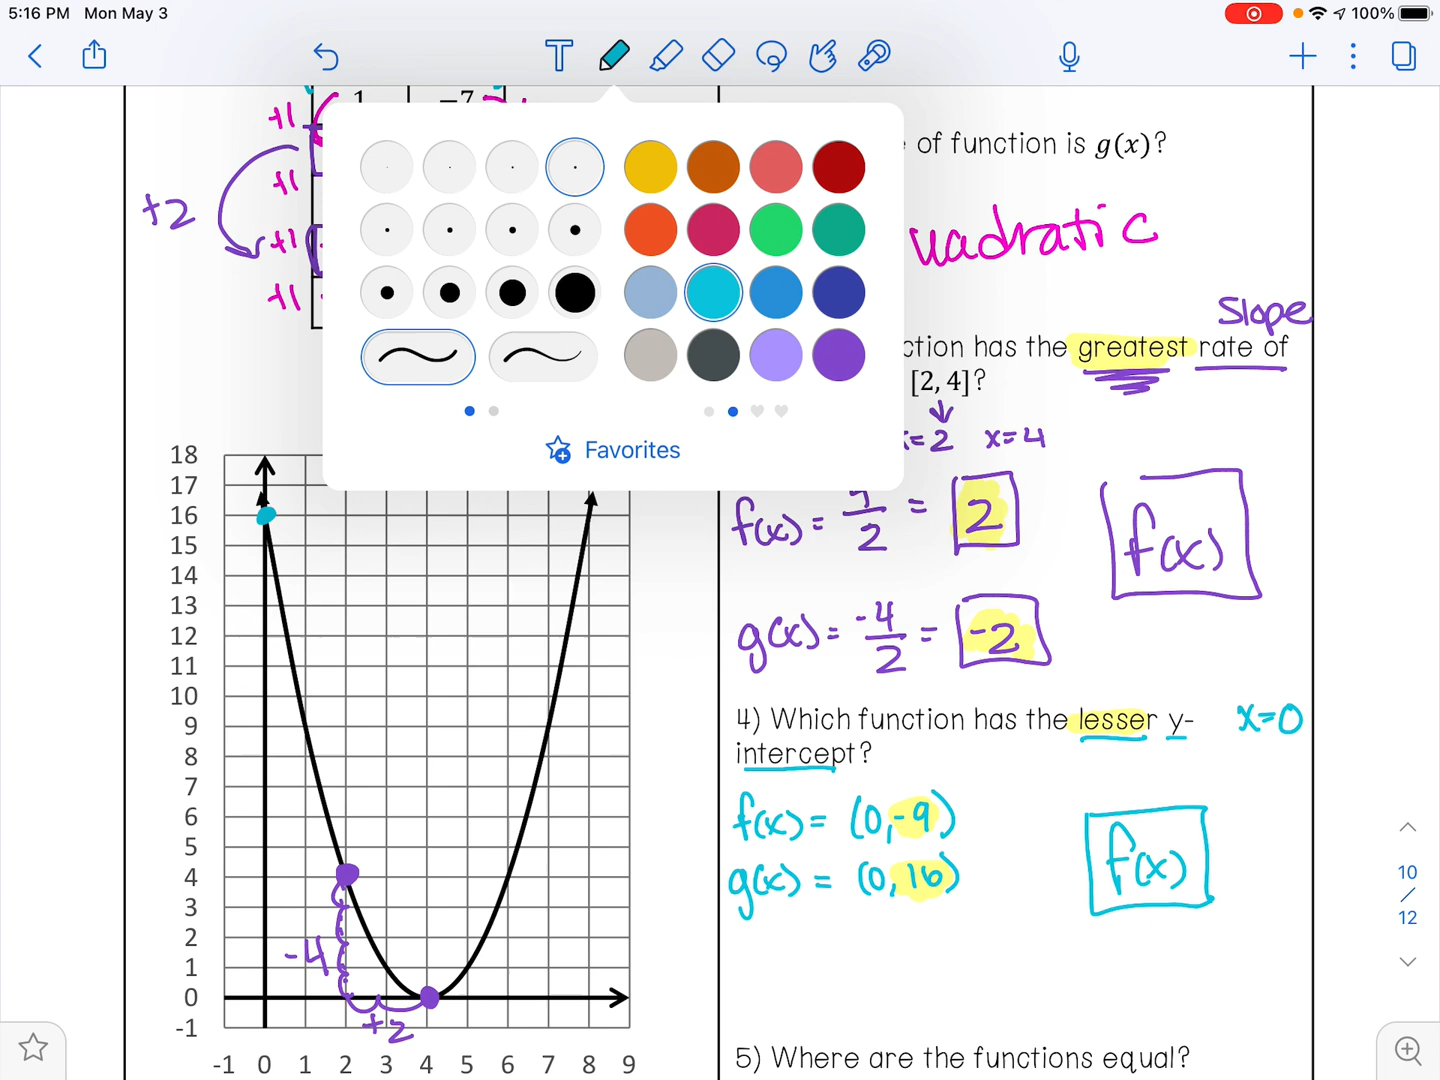 5:16 PM Mon May 3
100%
T
1 -7
+1
+1
+1
+1
+2
of function is g(x)?
uadratic
Slope
ction has the greatest rate of
[2, 4]?
x=2 x=4
f(x) = /2 = 2
f(x)
g(x) = -4/2 = -2
4) Which function has the lesser y-
intercept?
x=0
f(x) = (0,-9)
g(x) = (0,16)
f(x)
5) Where are the functions equal?
Favorites
18
17
16
15
14
13
12
11
10
9
8
7
6
5
4
3
2
1
0
-1
-1 0 1 2 3 4 5 6 7 8 9
-4
+2
10
/
12